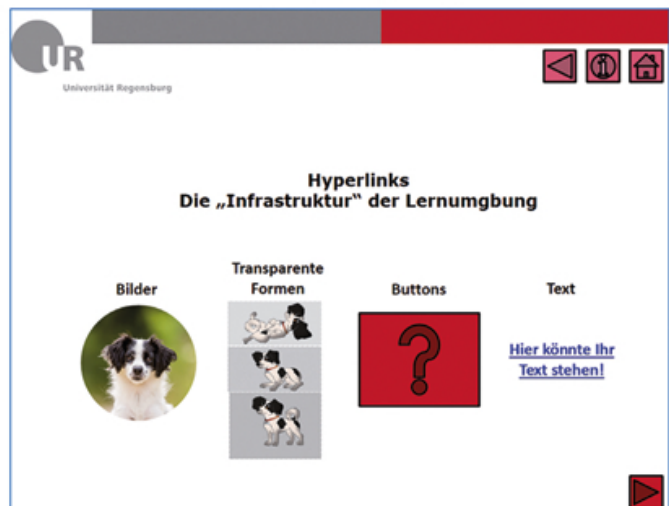 UR
Universität Regensburg
Hyperlinks
Die „Infrastruktur“ der Lernumgbung
Bilder
Transparente
Formen
Buttons
Text
?
Hier könnte Ihr
Text stehen!